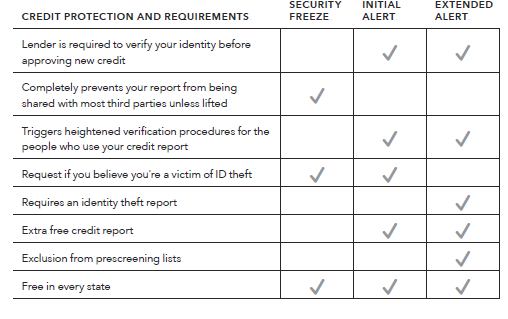 CREDIT PROTECTION AND REQUIREMENTS
SECURITY
FREEZE
INITIAL
ALERT
EXTENDED
ALERT
Lender is required to verify your identity before
approving new credit
Completely prevents your report from being
shared with most third parties unless lifted
Triggers heightened verification procedures for the
people who use your credit report
Request if you believe you're a victim of ID theft
Requires an identity theft report
Extra free credit report
Exclusion from prescreening lists
Free in every state